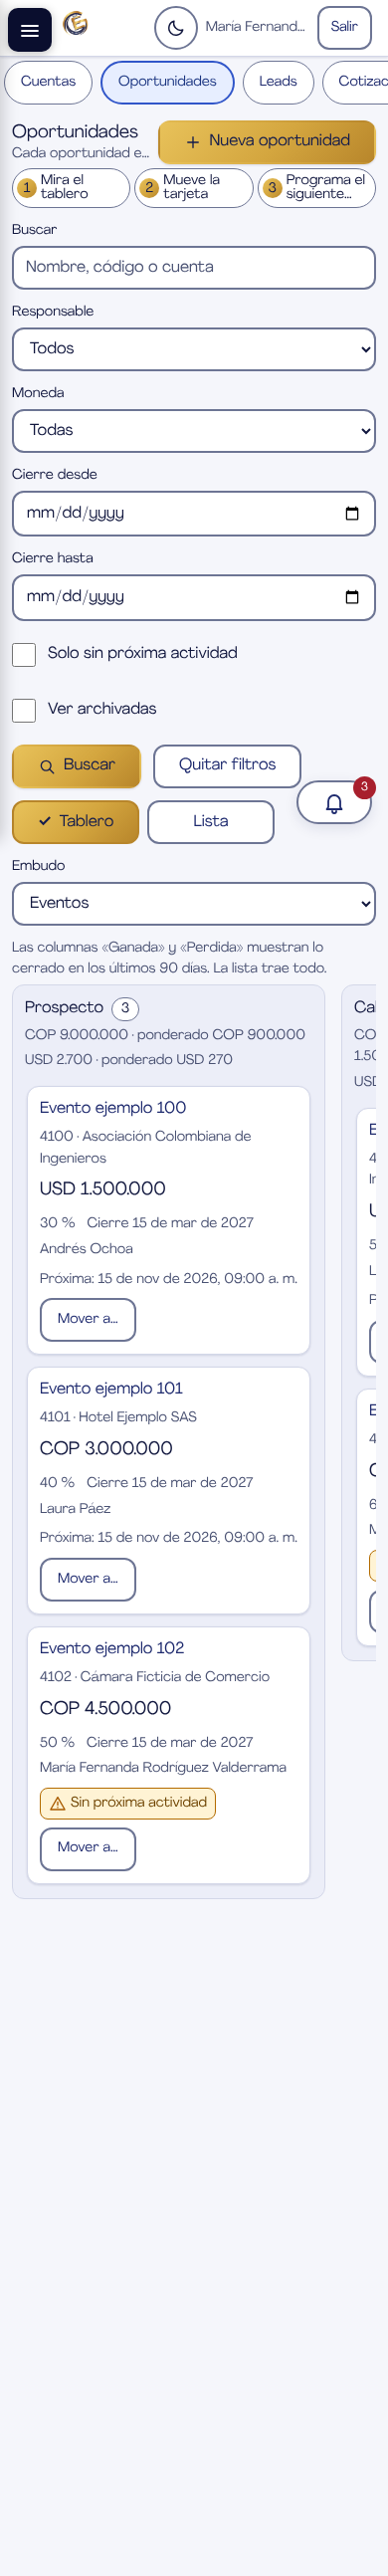 María Fernand...
Salir
Cuentas
Oportunidades
Leads
Cotizac
Oportunidades
Cada oportunidad e...
Nueva oportunidad
1 Mira el tablero
2 Mueve la tarjeta
3 Programa el siguiente...
Buscar
Nombre, código o cuenta
Responsable
Todos
Moneda
Todas
Cierre desde
mm/dd/yyyy
Cierre hasta
mm/dd/yyyy
Solo sin próxima actividad
Ver archivadas
Buscar
Quitar filtros
3
Tablero
Lista
Embudo
Eventos
Las columnas «Ganada» y «Perdida» muestran lo
cerrado en los últimos 90 días. La lista trae todo.
Prospecto 3
COP 9.000.000 · ponderado COP 900.000
USD 2.700 · ponderado USD 270
Evento ejemplo 100
4100 · Asociación Colombiana de
Ingenieros
USD 1.500.000
30 % Cierre 15 de mar de 2027
Andrés Ochoa
Próxima: 15 de nov de 2026, 09:00 a. m.
Mover a...
Evento ejemplo 101
4101 · Hotel Ejemplo SAS
COP 3.000.000
40 % Cierre 15 de mar de 2027
Laura Páez
Próxima: 15 de nov de 2026, 09:00 a. m.
Mover a...
Evento ejemplo 102
4102 · Cámara Ficticia de Comercio
COP 4.500.000
50 % Cierre 15 de mar de 2027
María Fernanda Rodríguez Valderrama
Sin próxima actividad
Mover a...